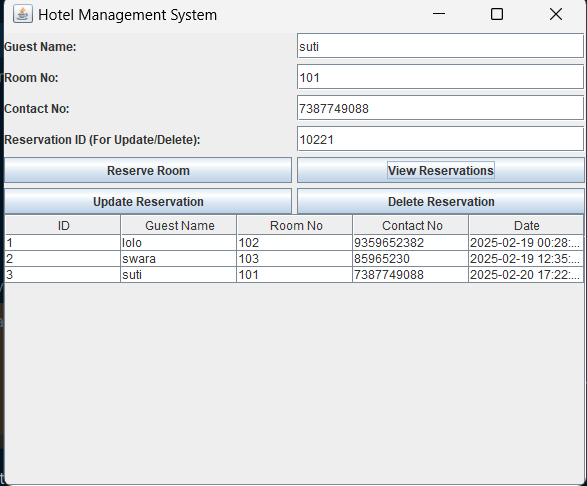 Hotel Management System
Guest Name: suti
Room No: 101
Contact No: 7387749088
Reservation ID (For Update/Delete): 10221
Reserve Room View Reservations
Update Reservation Delete Reservation
ID Guest Name Room No Contact No Date
1 lolo 102 9359652382 2025-02-19 00:28:...
2 swara 103 85965230 2025-02-19 12:35:...
3 suti 101 7387749088 2025-02-20 17:22:...